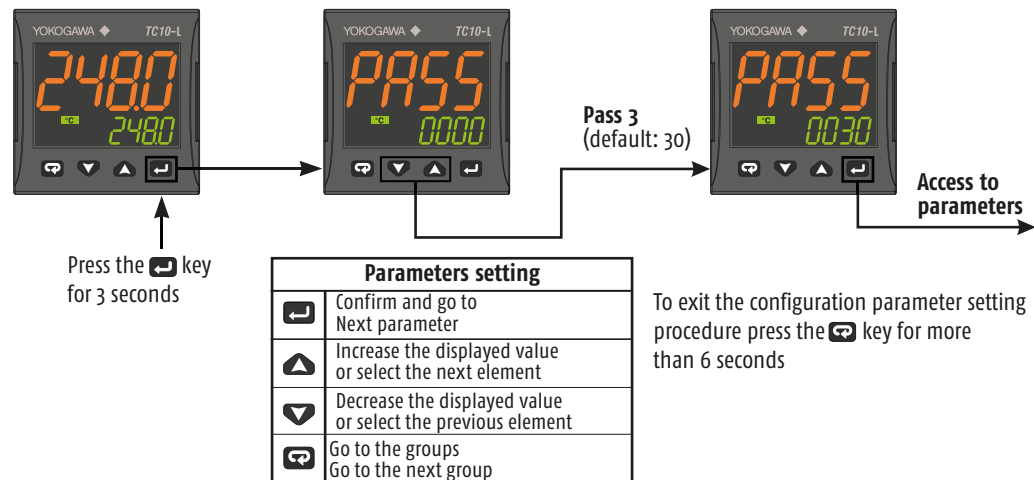 YOKOGAWA TC10-L
248.0
°C
248.0
YOKOGAWA TC10-L
PASS
°C
0000
Pass 3
(default: 30)
YOKOGAWA TC10-L
PASS
°C
0030
Access to
parameters
Press the key
for 3 seconds
Parameters setting
Confirm and go to
Next parameter
Increase the displayed value
or select the next element
Decrease the displayed value
or select the previous element
Go to the groups
Go to the next group
To exit the configuration parameter setting
procedure press the key for more
than 6 seconds